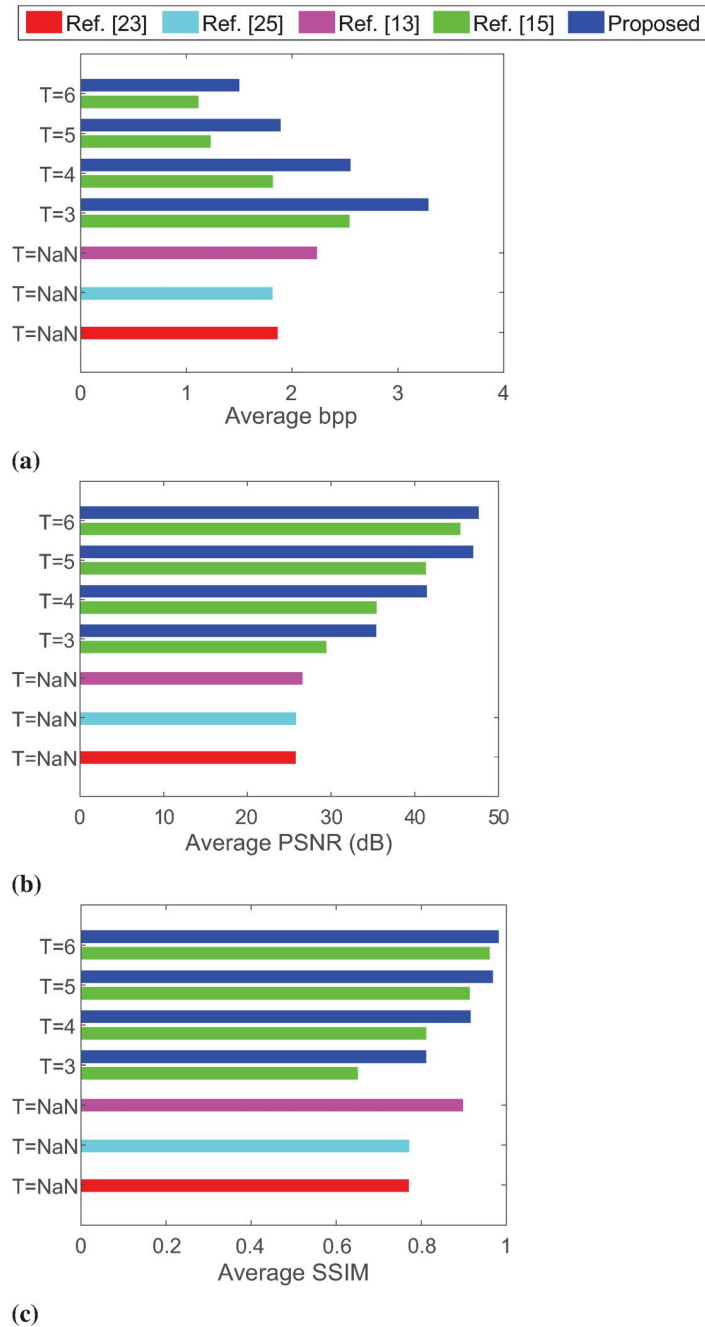 Ref. [23] Ref. [25] Ref. [13] Ref. [15] Proposed
T=6
T=5
T=4
T=3
T=NaN
T=NaN
T=NaN
0 1 2 3 4
Average bpp
(a)
T=6
T=5
T=4
T=3
T=NaN
T=NaN
T=NaN
0 10 20 30 40 50
Average PSNR (dB)
(b)
T=6
T=5
T=4
T=3
T=NaN
T=NaN
T=NaN
0 0.2 0.4 0.6 0.8 1
Average SSIM
(c)